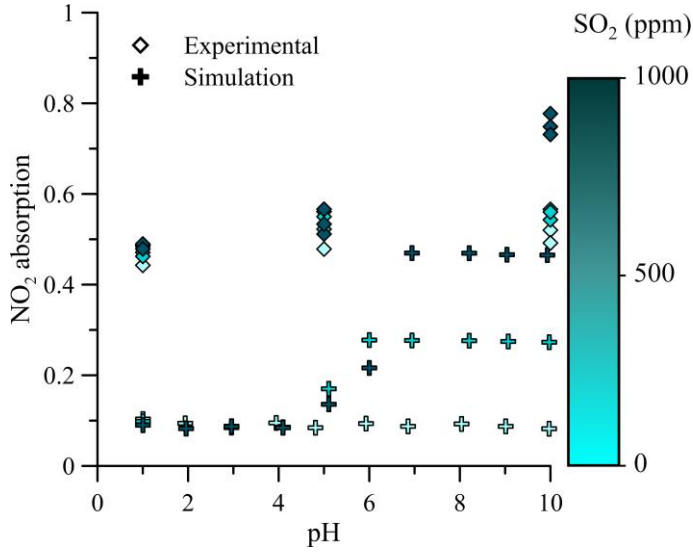 SO₂ (ppm)
1
Experimental
Simulation
1000
0.8
0.6
NO₂ absorption
500
0.4
0.2
0
0
0 2 4 6 8 10
pH